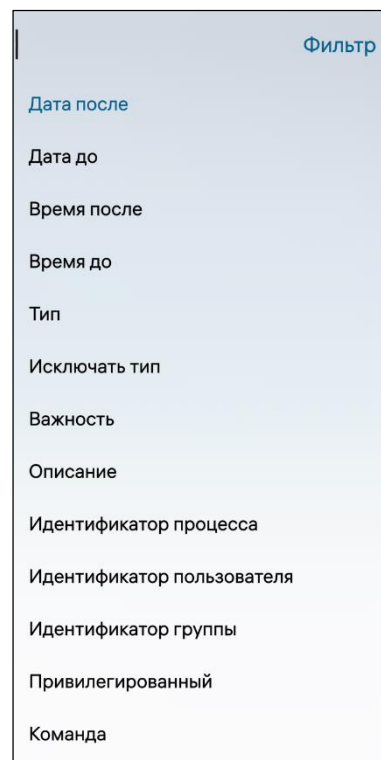 Фильтр
Дата после
Дата до
Время после
Время до
Тип
Исключать тип
Важность
Описание
Идентификатор процесса
Идентификатор пользователя
Идентификатор группы
Привилегированный
Команда